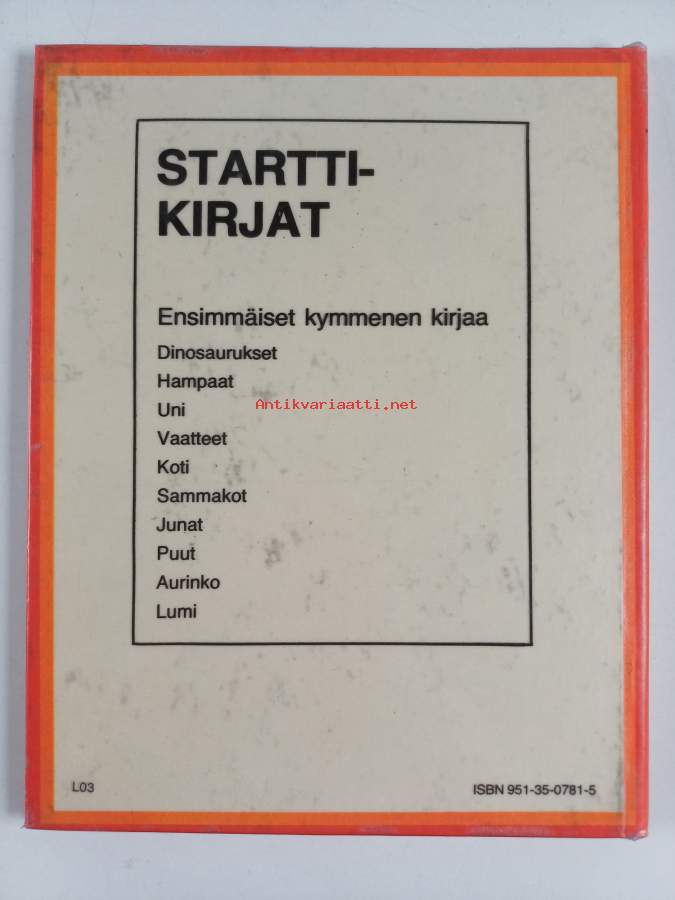 STARTTI-
KIRJAT
Ensimmäiset kymmenen kirjaa
Dinosaurukset
Hampaat
Antikvariaatti.net
Uni
Vaatteet
Koti
Sammakot
Junat
Puut
Aurinko
Lumi
L03
ISBN 951-35-0781-5